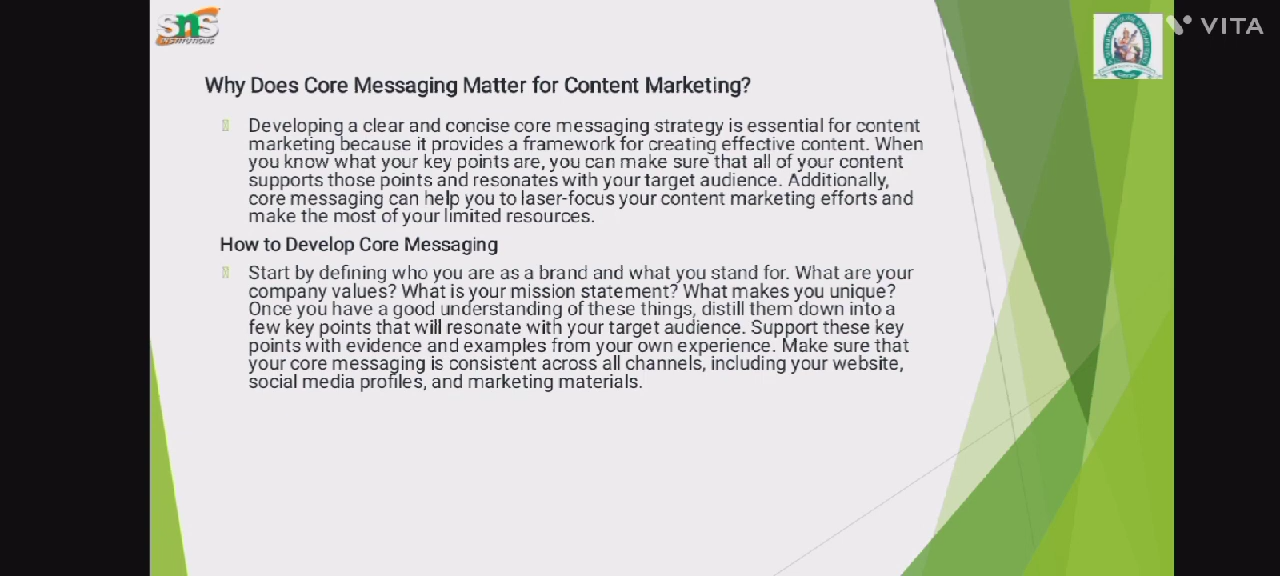 SNS
INSTITUTIONS
VITA
Why Does Core Messaging Matter for Content Marketing?
Developing a clear and concise core messaging strategy is essential for content
marketing because it provides a framework for creating effective content. When
you know what your key points are, you can make sure that all of your content
supports those points and resonates with your target audience. Additionally,
core messaging can help you to laser-focus your content marketing efforts and
make the most of your limited resources.
How to Develop Core Messaging
Start by defining who you are as a brand and what you stand for. What are your
company values? What is your mission statement? What makes you unique?
Once you have a good understanding of these things, distill them down into a
few key points that will resonate with your target audience. Support these key
points with evidence and examples from your own experience. Make sure that
your core messaging is consistent across all channels, including your website,
social media profiles, and marketing materials.